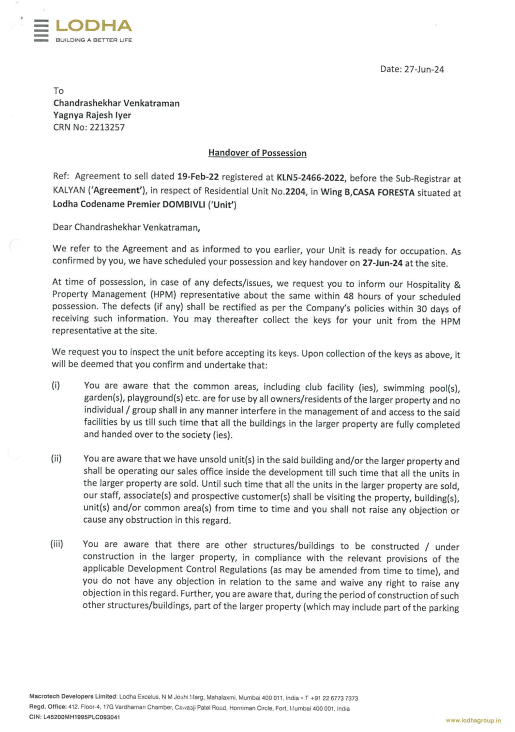 LODHA
BUILDING A BETTER LIFE
Date: 27-Jun-24
To
Chandrashekhar Venkatraman
Yagnya Rajesh Iyer
CRN No: 2213257
Handover of Possession
Ref: Agreement to sell dated 19-Feb-22 registered at KLN5-2466-2022, before the Sub-Registrar at
KALYAN ('Agreement'), in respect of Residential Unit No.2204, in Wing B,CASA FORESTA situated at
Lodha Codename Premier DOMBIVLI ('Unit')
Dear Chandrashekhar Venkatraman,
We refer to the Agreement and as informed to you earlier, your Unit is ready for occupation. As
confirmed by you, we have scheduled your possession and key handover on 27-Jun-24 at the site.
At time of possession, in case of any defects/issues, we request you to inform our Hospitality &
Property Management (HPM) representative about the same within 48 hours of your scheduled
possession. The defects (if any) shall be rectified as per the Company's policies within 30 days of
receiving such information. You may thereafter collect the keys for your unit from the HPM
representative at the site.
We request you to inspect the unit before accepting its keys. Upon collection of the keys as above, it
will be deemed that you confirm and undertake that:
(i) You are aware that the common areas, including club facility (ies), swimming pool(s),
garden(s), playground(s) etc. are for use by all owners/residents of the larger property and no
individual / group shall in any manner interfere in the management of and access to the said
facilities by us till such time that all the buildings in the larger property are fully completed
and handed over to the society (ies).
(ii) You are aware that we have unsold unit(s) in the said building and/or the larger property and
shall be operating our sales office inside the development till such time that all the units in
the larger property are sold. Until such time that all the units in the larger property are sold,
our staff, associate(s) and prospective customer(s) shall be visiting the property, building(s),
unit(s) and/or common area(s) from time to time and you shall not raise any objection or
cause any obstruction in this regard.
(iii) You are aware that there are other structures/buildings to be constructed / under
construction in the larger property, in compliance with the relevant provisions of the
applicable Development Control Regulations (as may be amended from time to time), and
you do not have any objection in relation to the same and waive any right to raise any
objection in this regard. Further, you are aware that, during the period of construction of such
other structures/buildings, part of the larger property (which may include part of the parking
Macrotech Developers Limited: Lodha Excelus, N M Joshi Marg, Mahalaxmi, Mumbai 400 011, India • T +91 22 6773 7373
Regd. Office: 412, Floor-4, 17G Vardhaman Chamber, Cawasji Patel Road, Horniman Circle, Fort, Mumbai 400 001, India
CIN: L45200MH1995PLC093041
www.lodhagroup.in